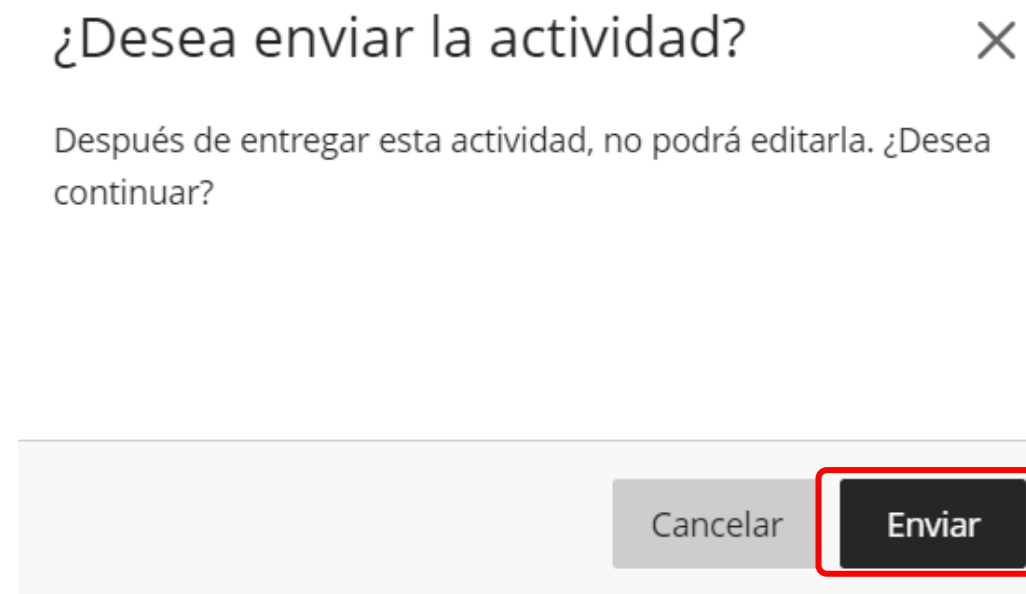 ¿Desea enviar la actividad?
Después de entregar esta actividad, no podrá editarla. ¿Desea
continuar?
Cancelar
Enviar